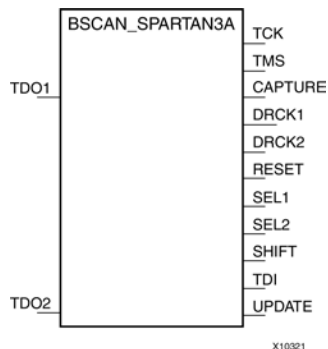 BSCAN_SPARTAN3A
TCK
TMS
TDO1
CAPTURE
DRCK1
DRCK2
RESET
SEL1
SEL2
SHIFT
TDI
TDO2
UPDATE
X10321